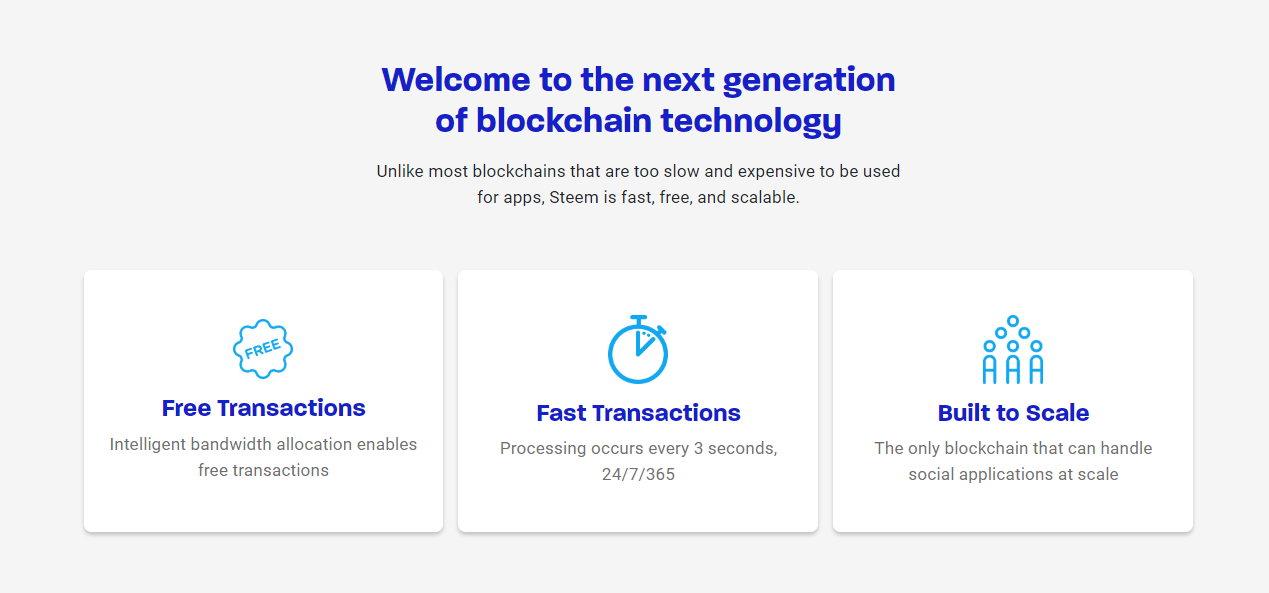 Welcome to the next generation
of blockchain technology
Unlike most blockchains that are too slow and expensive to be used
for apps, Steem is fast, free, and scalable.
FREE
Free Transactions
Intelligent bandwidth allocation enables
free transactions
Fast Transactions
Processing occurs every 3 seconds,
24/7/365
Built to Scale
The only blockchain that can handle
social applications at scale